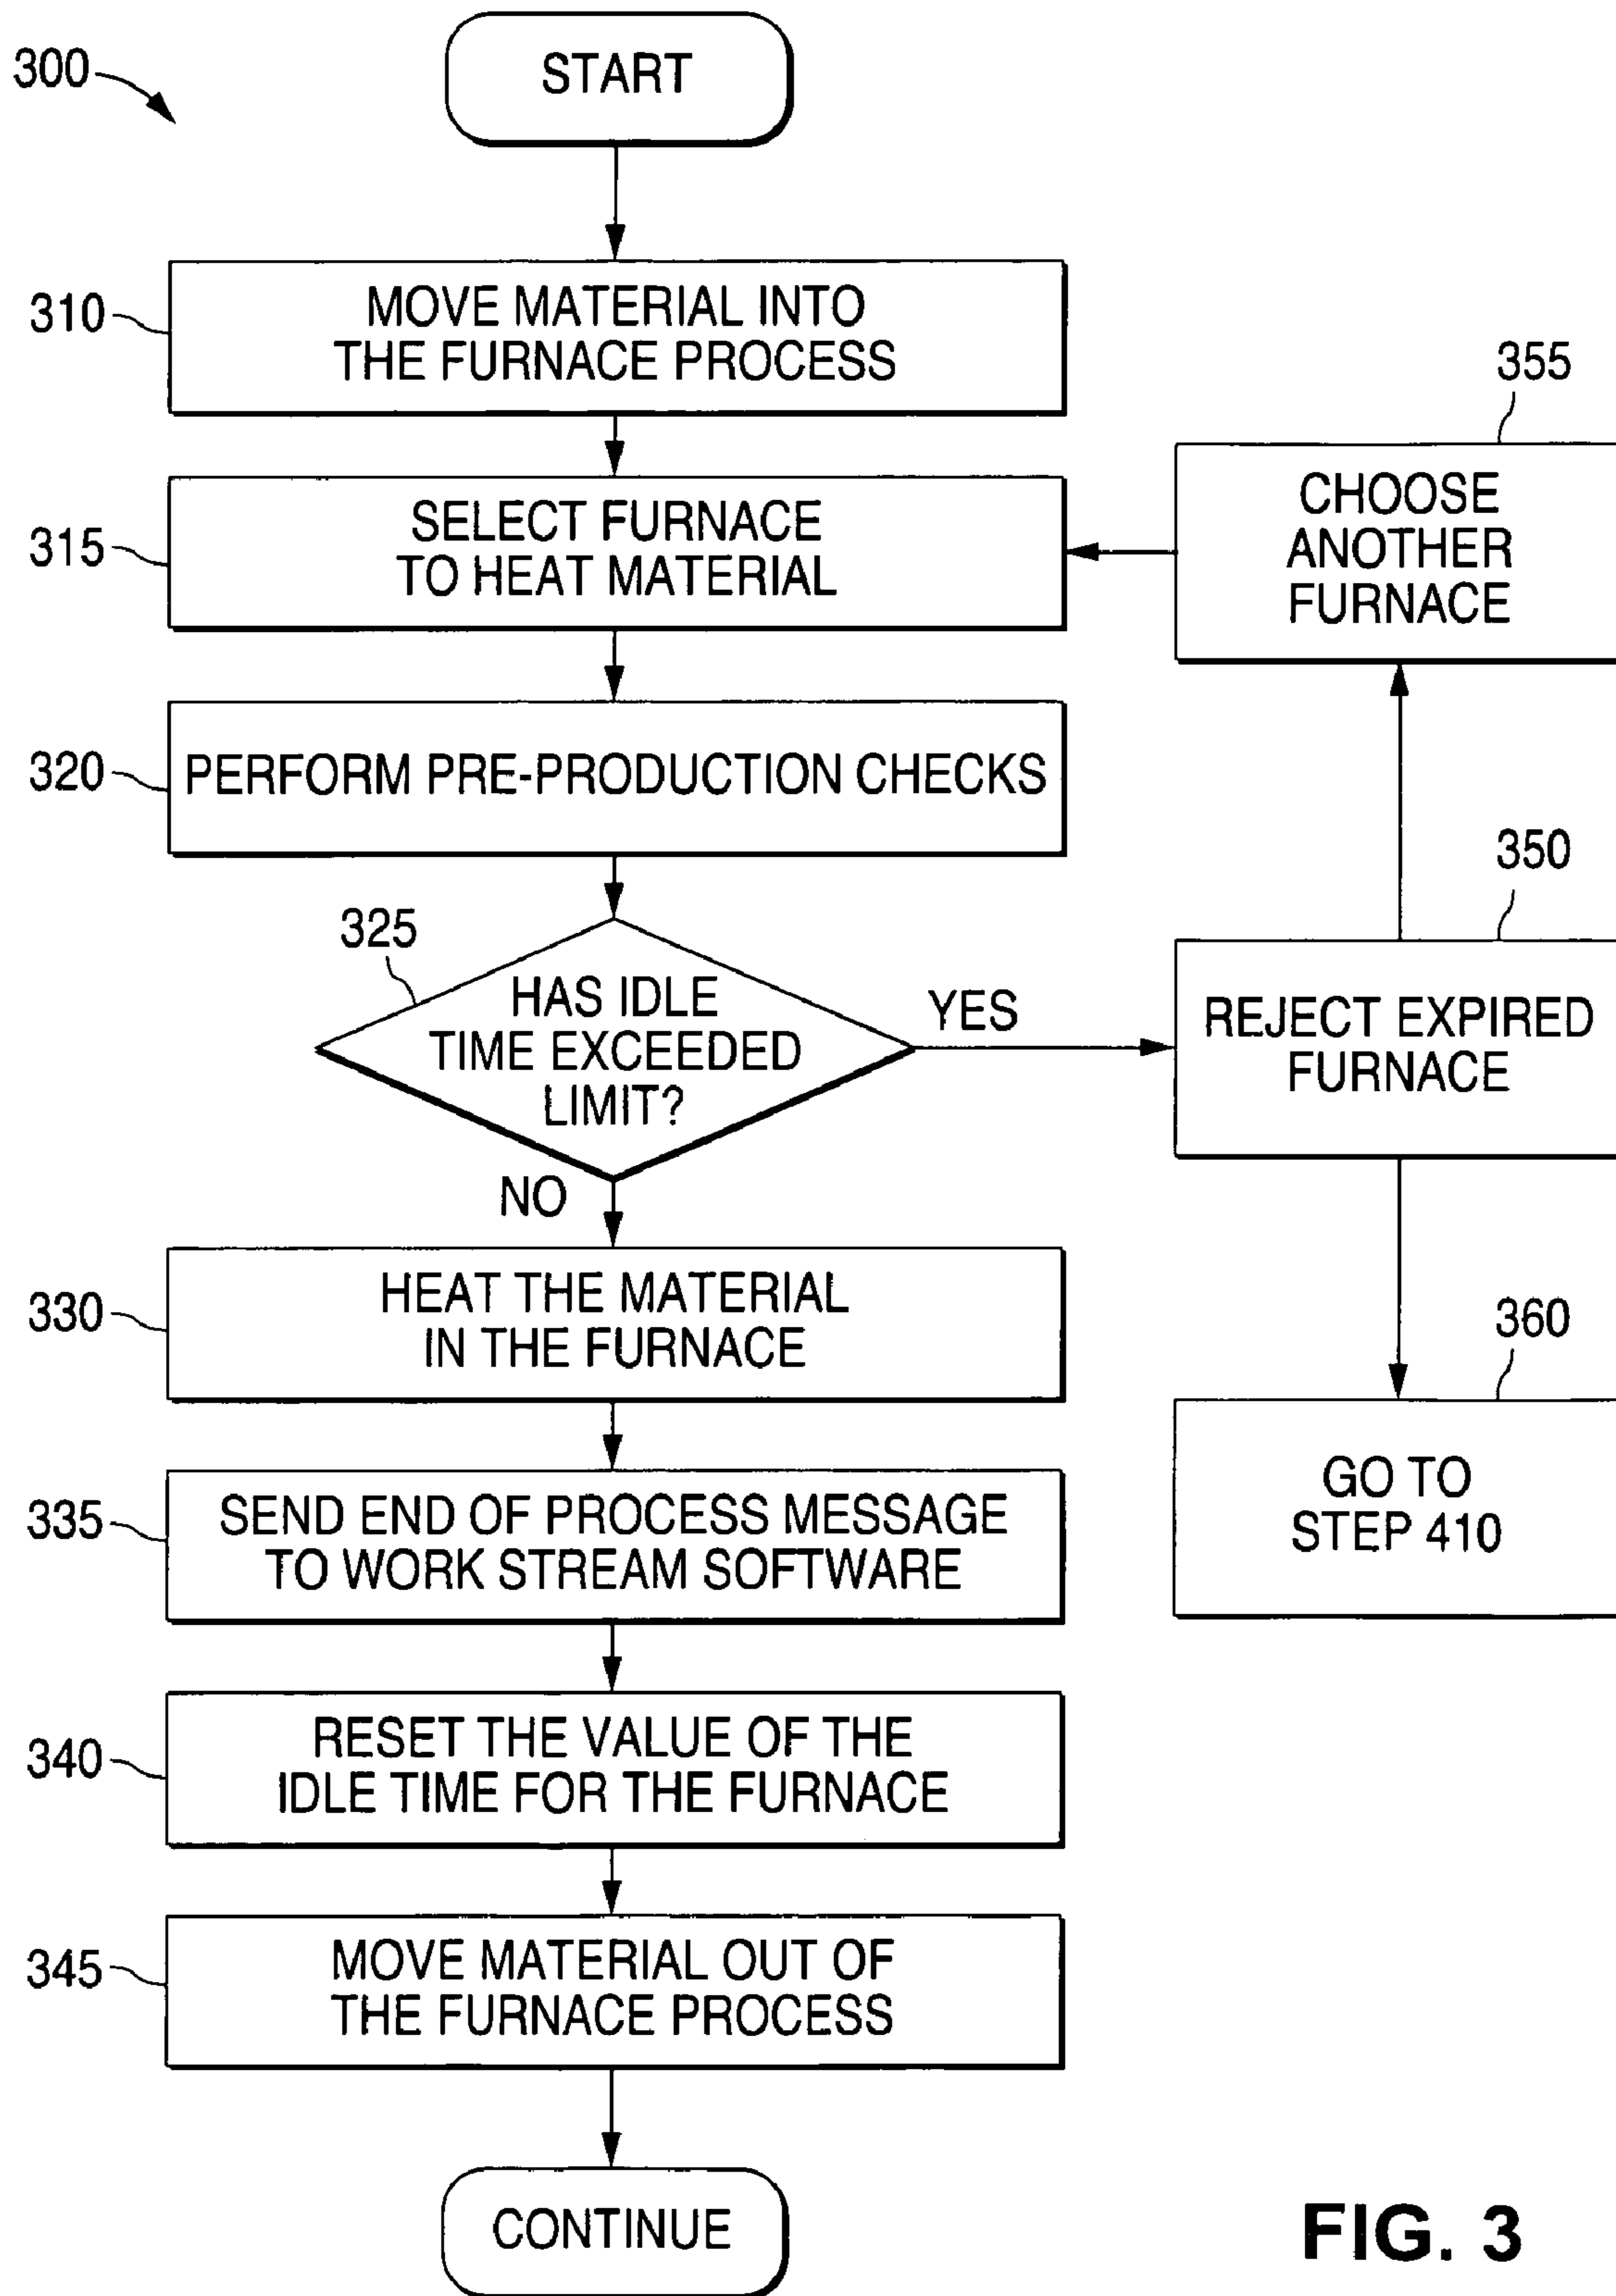 300
START
310
MOVE MATERIAL INTO
THE FURNACE PROCESS
315
SELECT FURNACE
TO HEAT MATERIAL
355
CHOOSE
ANOTHER
FURNACE
320
PERFORM PRE-PRODUCTION CHECKS
325
HAS IDLE
TIME EXCEEDED
LIMIT?
YES
NO
350
REJECT EXPIRED
FURNACE
330
HEAT THE MATERIAL
IN THE FURNACE
360
GO TO
STEP 410
335
SEND END OF PROCESS MESSAGE
TO WORK STREAM SOFTWARE
340
RESET THE VALUE OF THE
IDLE TIME FOR THE FURNACE
345
MOVE MATERIAL OUT OF
THE FURNACE PROCESS
CONTINUE
FIG. 3